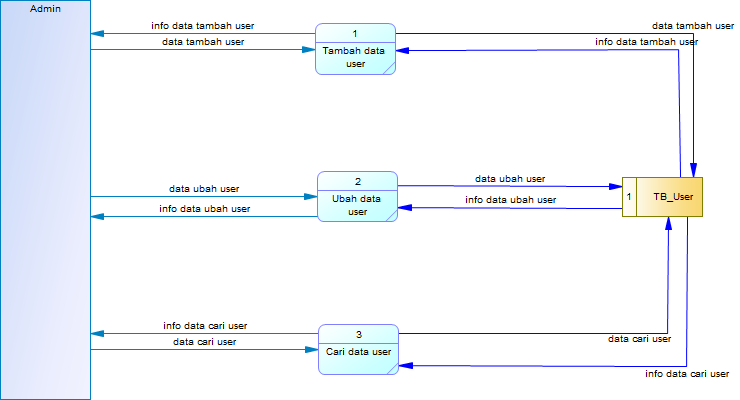 Admin
info data tambah user
data tambah user
1
Tambah data
user
data tambah user
info data tambah user
data ubah user
info data ubah user
2
Ubah data
user
data ubah user
info data ubah user
1
TB_User
info data cari user
data cari user
3
Cari data user
data cari user
info data cari user